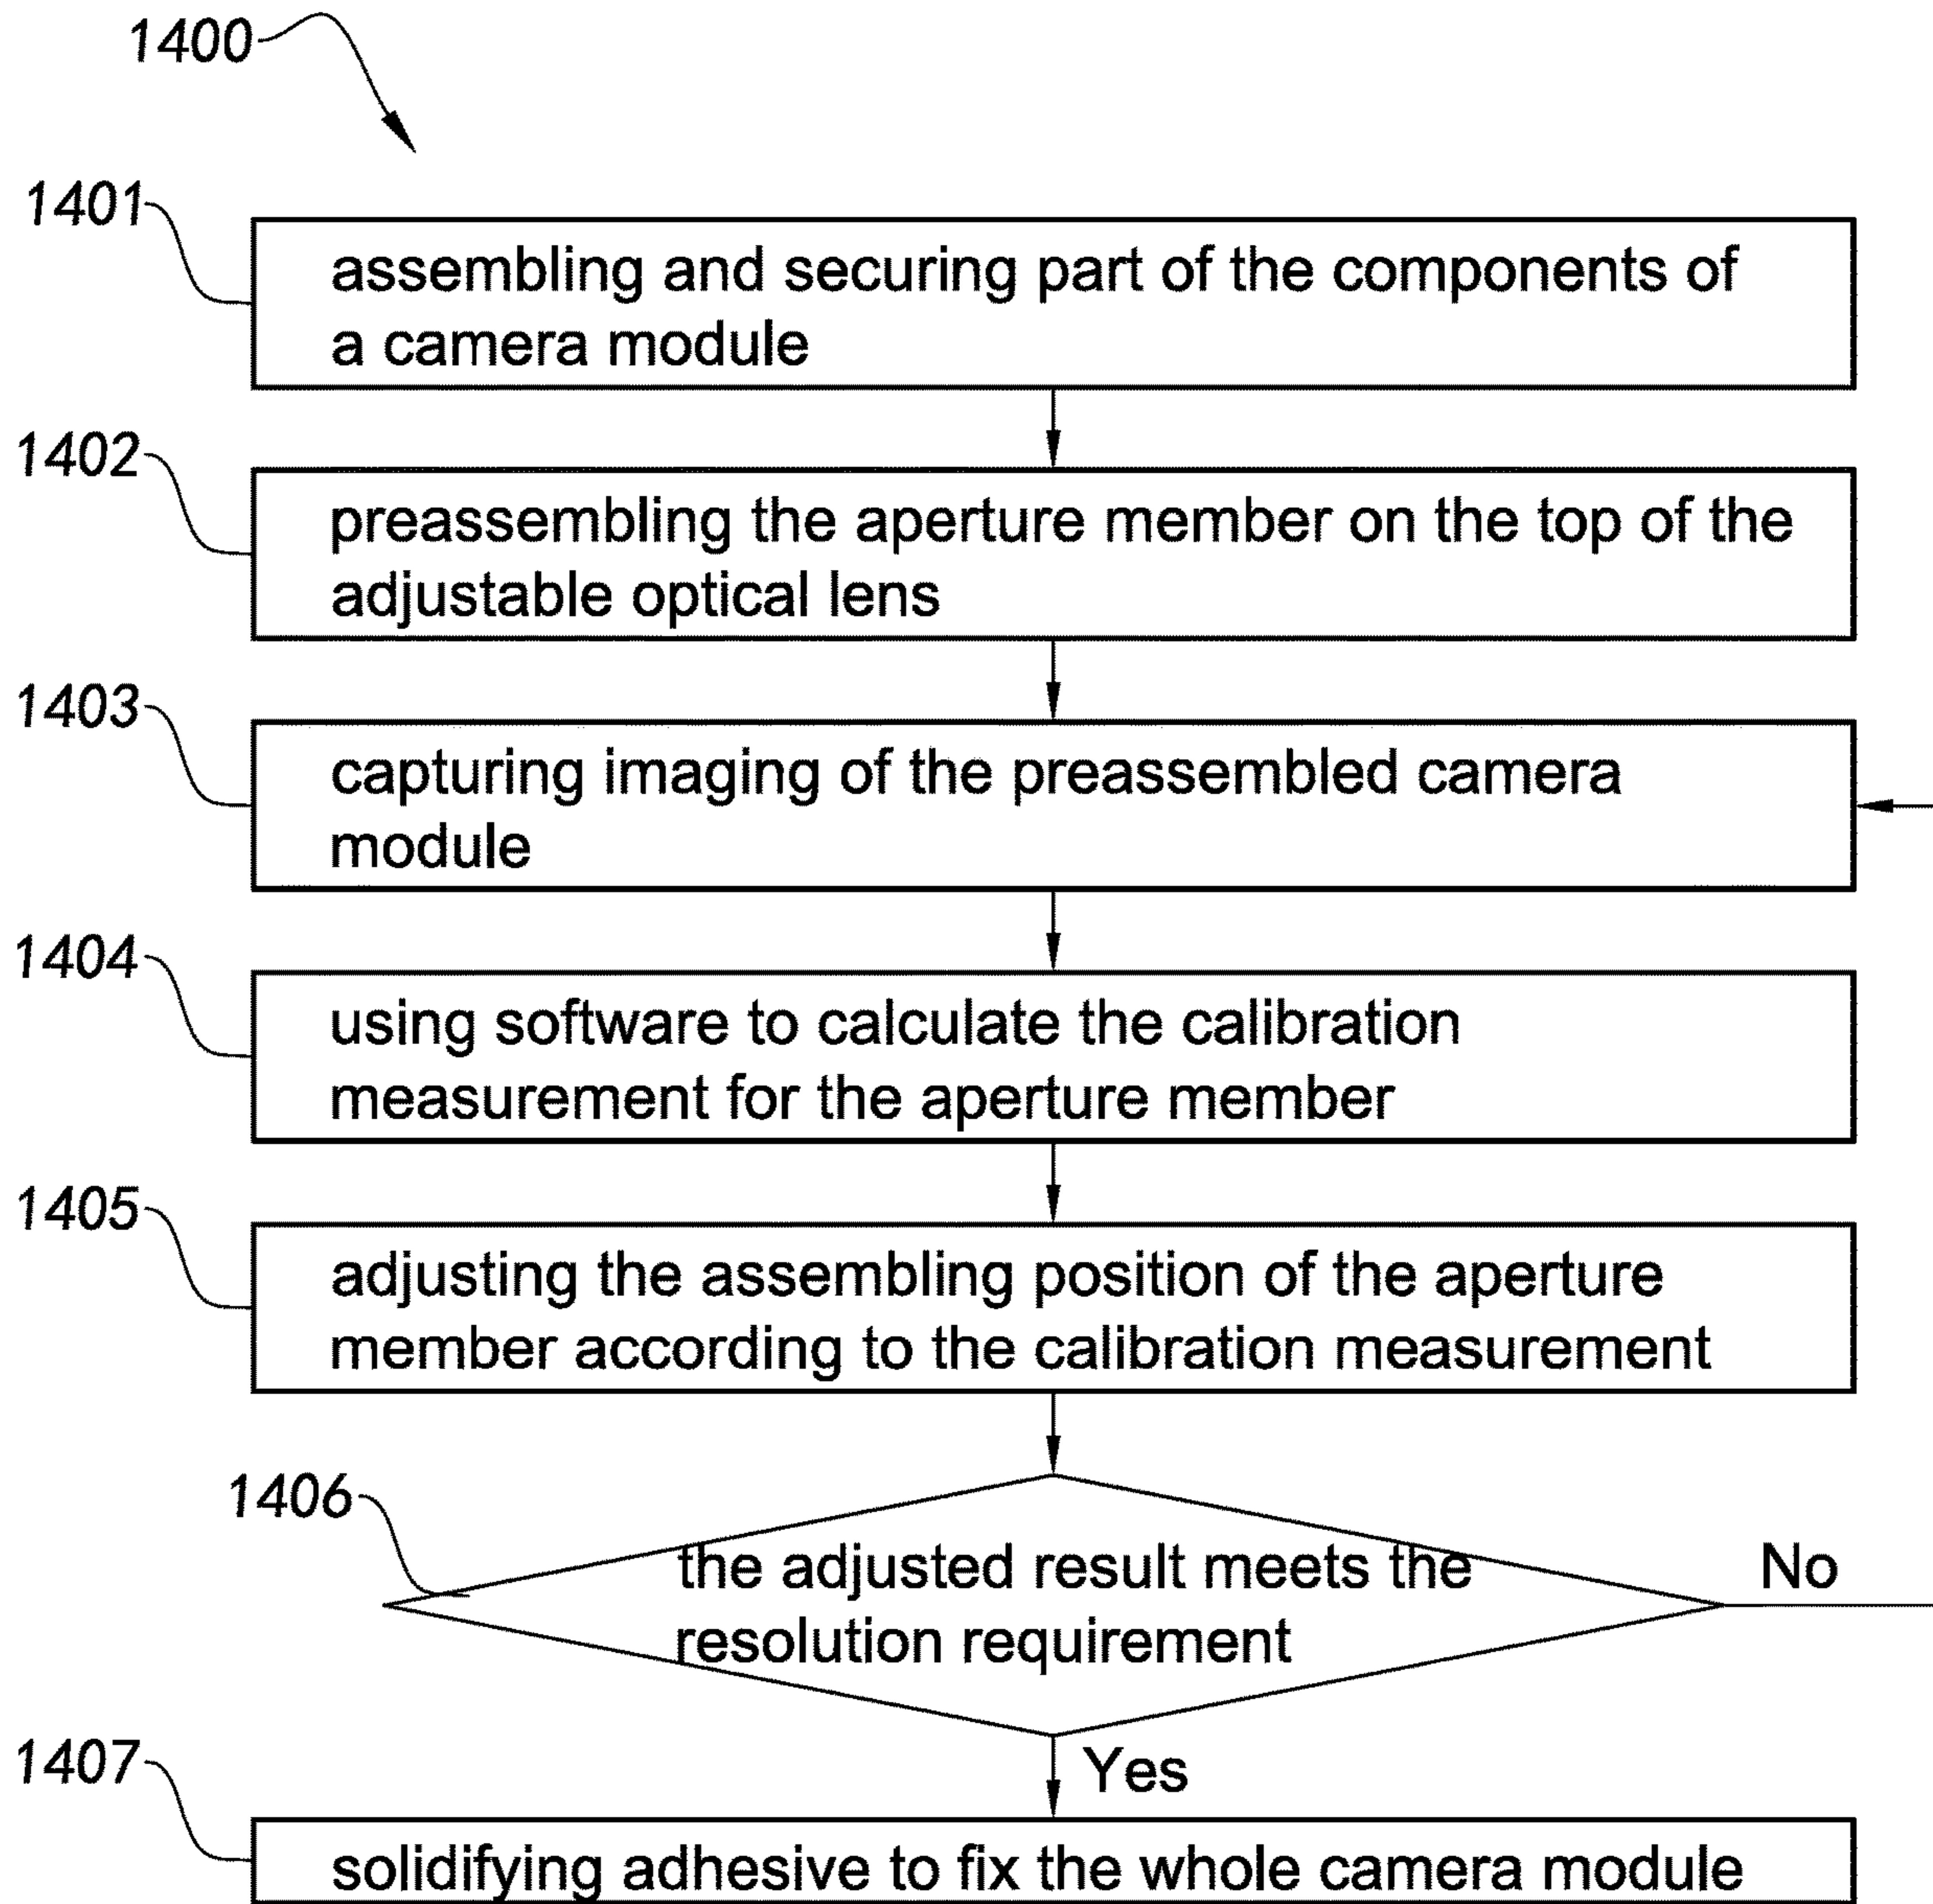 1400
1401
assembling and securing part of the components of
a camera module
1402
preassembling the aperture member on the top of the
adjustable optical lens
1403
capturing imaging of the preassembled camera
module
1404
using software to calculate the calibration
measurement for the aperture member
1405
adjusting the assembling position of the aperture
member according to the calibration measurement
1406
the adjusted result meets the
resolution requirement
No
Yes
1407
solidifying adhesive to fix the whole camera module